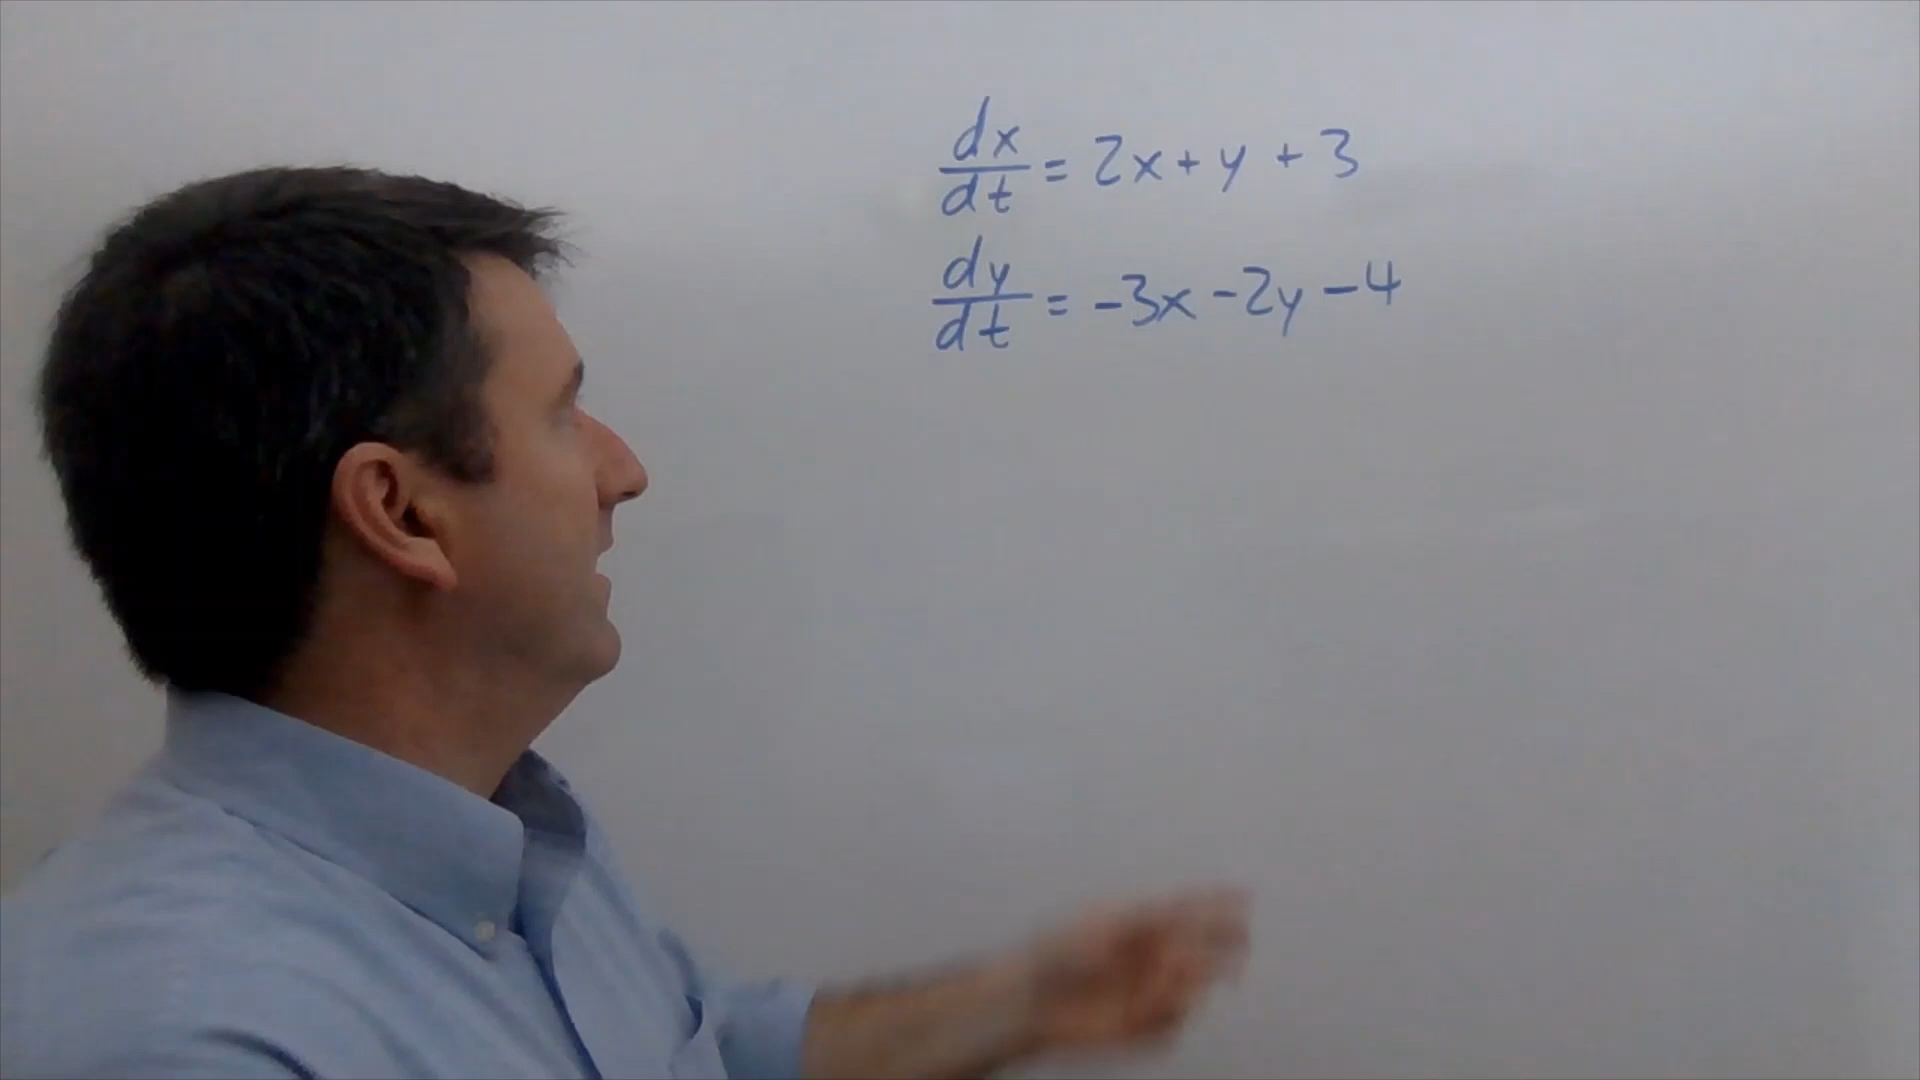 dx/dt = 2x + y + 3
dy/dt = -3x - 2y - 4